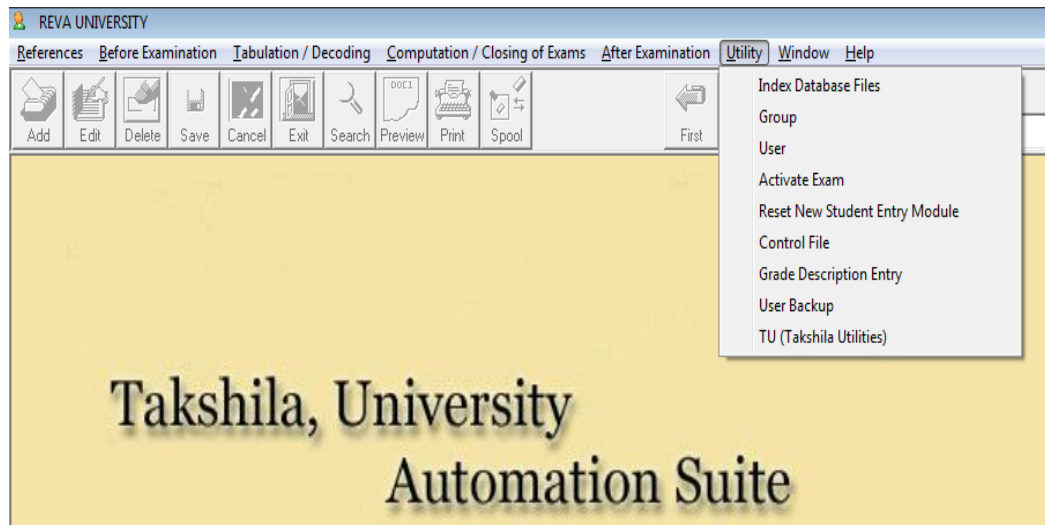 REVA UNIVERSITY
References Before Examination Tabulation / Decoding Computation / Closing of Exams After Examination Utility Window Help
DOC1
Add Edit Delete Save Cancel Exit Search Preview Print Spool First
Index Database Files
Group
User
Activate Exam
Reset New Student Entry Module
Control File
Grade Description Entry
User Backup
TU (Takshila Utilities)
Takshila, University
Automation Suite